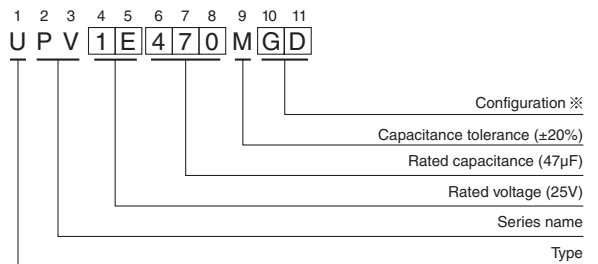 1 2 3 4 5 6 7 8 9 10 11
U P V 1 E 4 7 0 M G D
Configuration ※
Capacitance tolerance (±20%)
Rated capacitance (47µF)
Rated voltage (25V)
Series name
Type